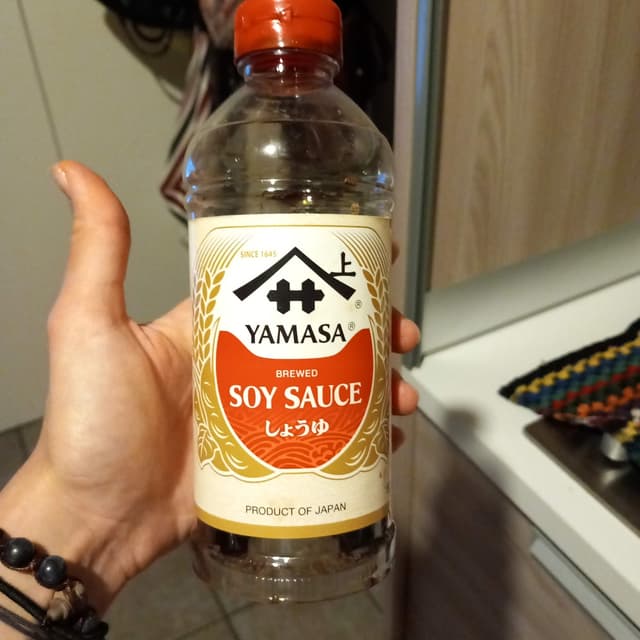 SINCE 1645
上
®
YAMASA®
BREWED
SOY SAUCE
しょうゆ
PRODUCT OF JAPAN